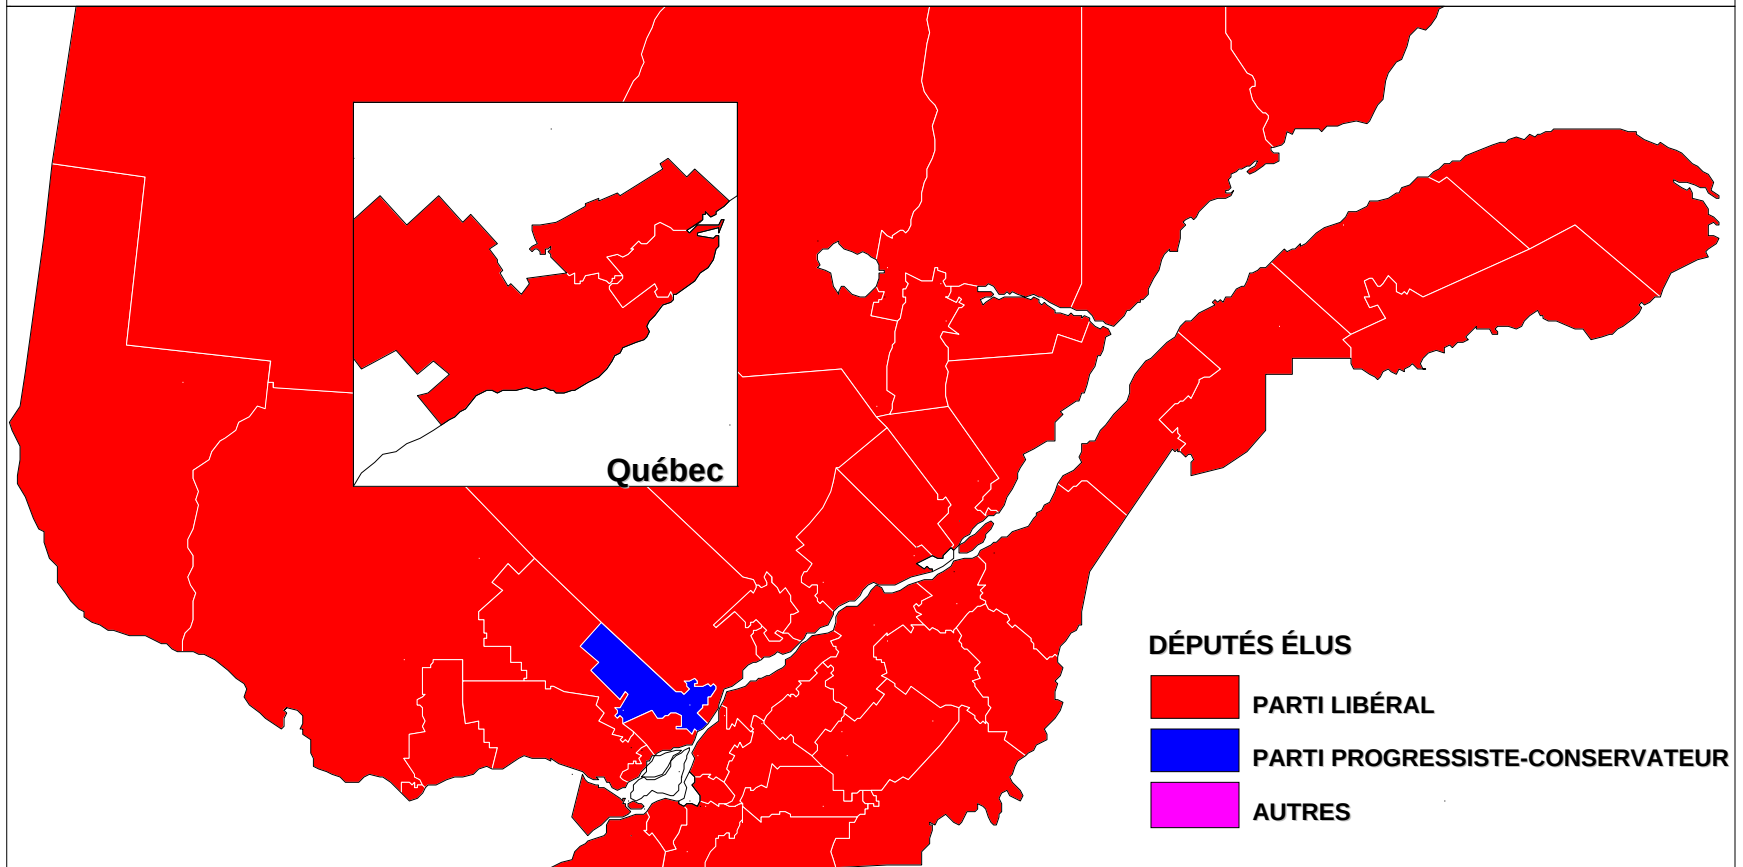 Québec
DÉPUTÉS ÉLUS
PARTI LIBÉRAL
PARTI PROGRESSISTE-CONSERVATEUR
AUTRES